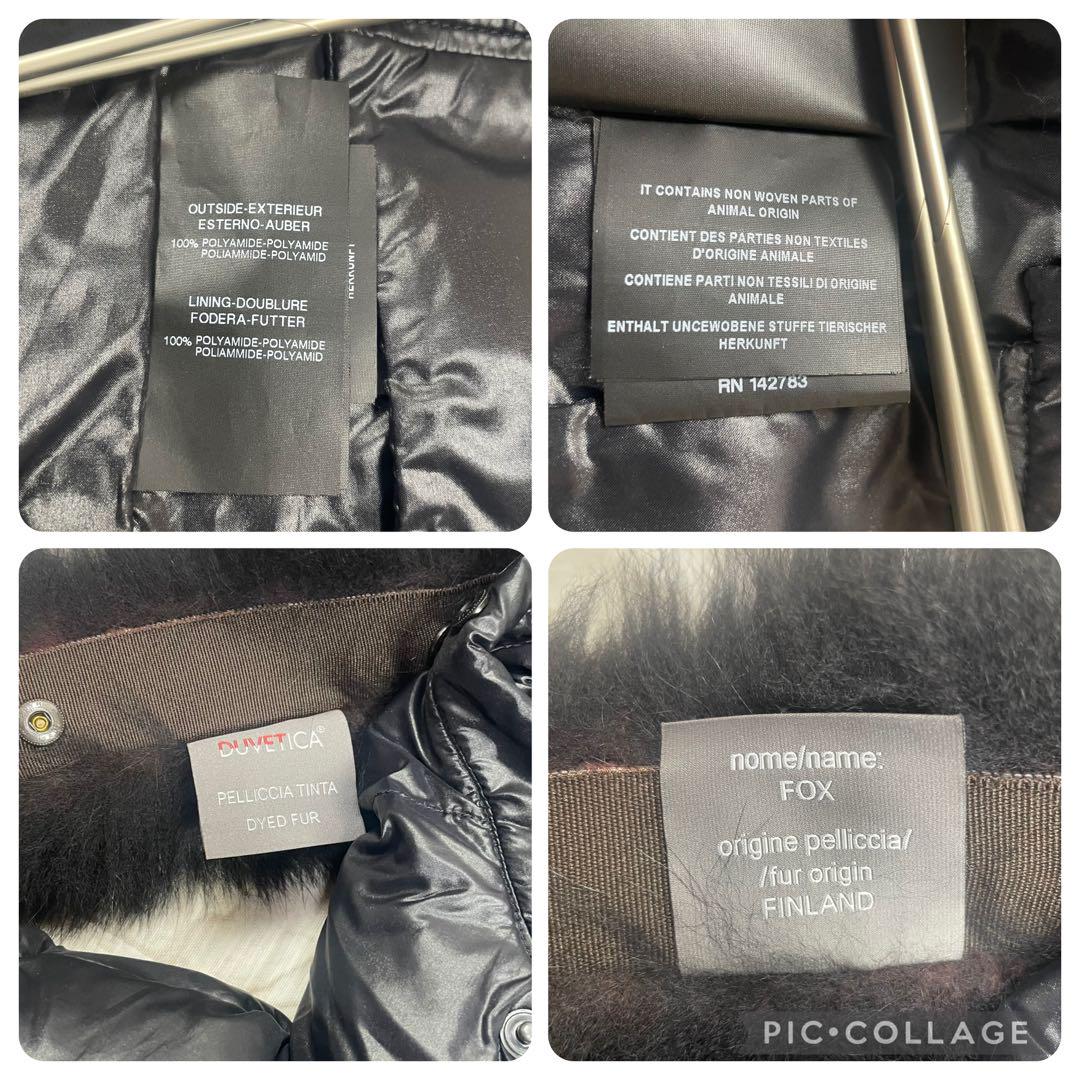 OUTSIDE-EXTERIEUR
ESTERNO-AUBER
100% POLYAMIDE-POLYAMIDE
POLIAMMIDE-POLYAMID
LINING-DOUBLURE
FODERA-FUTTER
100% POLYAMIDE-POLYAMIDE
POLIAMMIDE-POLYAMID
HERKUNFT
IT CONTAINS NON WOVEN PARTS OF
ANIMAL ORIGIN
CONTIENT DES PARTIES NON TEXTILES
D'ORIGINE ANIMALE
CONTIENE PARTI NON TESSILI DI ORIGINE
ANIMALE
ENTHALT UNCEWOBENE STUFFE TIERISCHER
HERKUNFT
RN 142783
DUVETICA®
PELLICCIA TINTA
DYED FUR
nome/name:
FOX
origine pelliccia/
/fur origin
FINLAND
PIC•COLLAGE